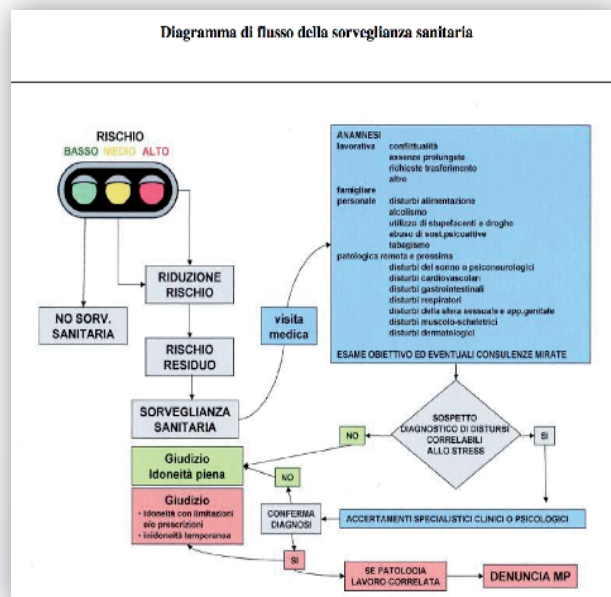 Diagramma di flusso della sorveglianza sanitaria
RISCHIO
BASSO MEDIO ALTO
RIDUZIONE
RISCHIO
NO SORV.
SANITARIA
RISCHIO
RESIDUO
SORVEGLIANZA
SANITARIA
visita
medica
ANAMNESI
lavorativa conflittualità
assenze prolungate
richieste trasferimento
altro
famigliare
personale disturbi alimentazione
alcolismo
utilizzo di stupefacenti e droghe
abuso di sost.psicoattive
tabagismo
patologica remota e prossima
disturbi del sonno o psiconeurologici
disturbi cardiovascolari
disturbi gastrointestinali
disturbi respiratori
disturbi della sfera sessuale e app.genitale
disturbi muscolo-scheletrici
disturbi dermatologici
ESAME OBIETTIVO ED EVENTUALI CONSULENZE MIRATE
SOSPETTO
DIAGNOSTICO DI DISTURBI
CORRELABILI
ALLO STRESS
NO
SI
Giudizio
Idoneità piena
NO
Giudizio
• idoneità con limitazioni
e/o prescrizioni
• inidoneità temporanea
CONFERMA
DIAGNOSI
ACCERTAMENTI SPECIALISTICI CLINICI O PSICOLOGICI
SI
SE PATOLOGIA
LAVORO-CORRELATA
DENUNCIA MP